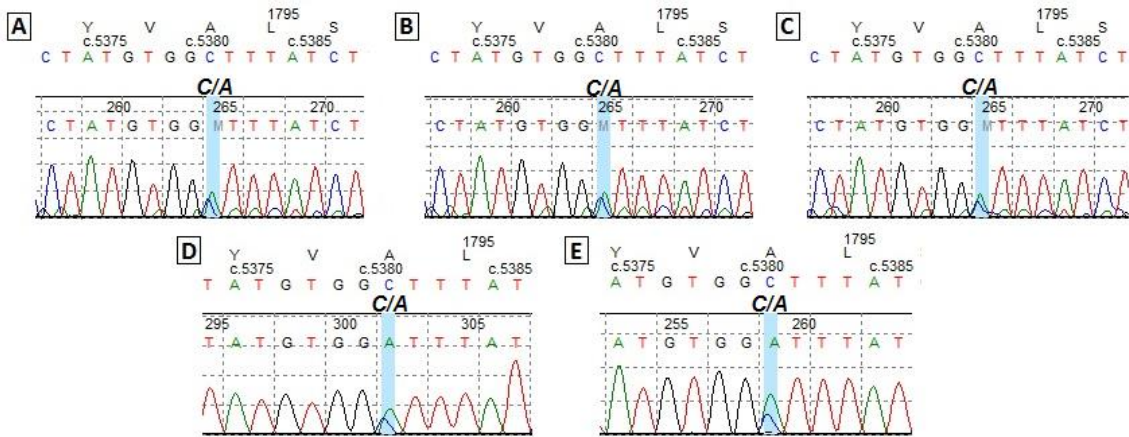 A
1795
Y V A L S
c.5375 c.5380 c.5385
C T A T G T G G C T T T A T C T
C/A
260 265 270
C T A T G T G G M T T T A T C T
B
1795
Y V A L S
c.5375 c.5380 c.5385
C T A T G T G G C T T T A T C T
C/A
260 265 270
C T A T G T G G M T T T A T C T
C
1795
Y V A L S
c.5375 c.5380 c.5385
C T A T G T G G C T T T A T C T
C/A
260 265 270
C T A T G T G G M T T T A T C T
D
1795
Y V A L
c.5375 c.5380 c.5385
T A T G T G G C T T T A T
C/A
295 300 305
T A T G T G G A T T T A T
E
1795
Y V A L
c.5375 c.5380 c.5385
A T G T G G C T T T A T
C/A
255 260
A T G T G G A T T T A T